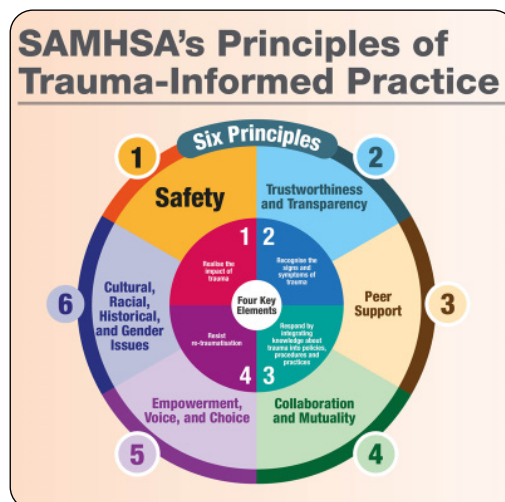 SAMHSA's Principles of
Trauma-Informed Practice
Six Principles
1
Safety
2
Trustworthiness
and Transparency
3
Peer
Support
4
Collaboration
and Mutuality
5
Empowerment,
Voice, and Choice
6
Cultural,
Racial,
Historical,
and Gender
Issues
Four Key
Elements
1
Realise the
impact of
trauma
2
Recognise the
signs and
symptoms of
trauma
3
Respond by
integrating
knowledge about
trauma into policies,
procedures and
practices
4
Resist
re-traumatisation